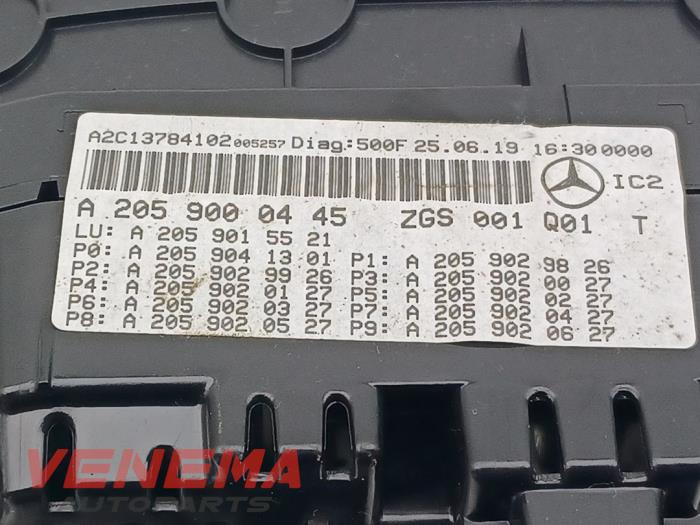 A2C13784102 005257 Diag:500F 25.06.19 16:30 0000
IC2
A 205 900 04 45 ZGS 001 Q01 T
LU: A 205 901 55 21
P0: A 205 904 13 01 P1: A 205 902 98 26
P2: A 205 902 99 26 P3: A 205 902 00 27
P4: A 205 902 01 27 P5: A 205 902 02 27
P6: A 205 902 03 27 P7: A 205 902 04 27
P8: A 205 902 05 27 P9: A 205 902 06 27
VENEMA
AUTOPARTS